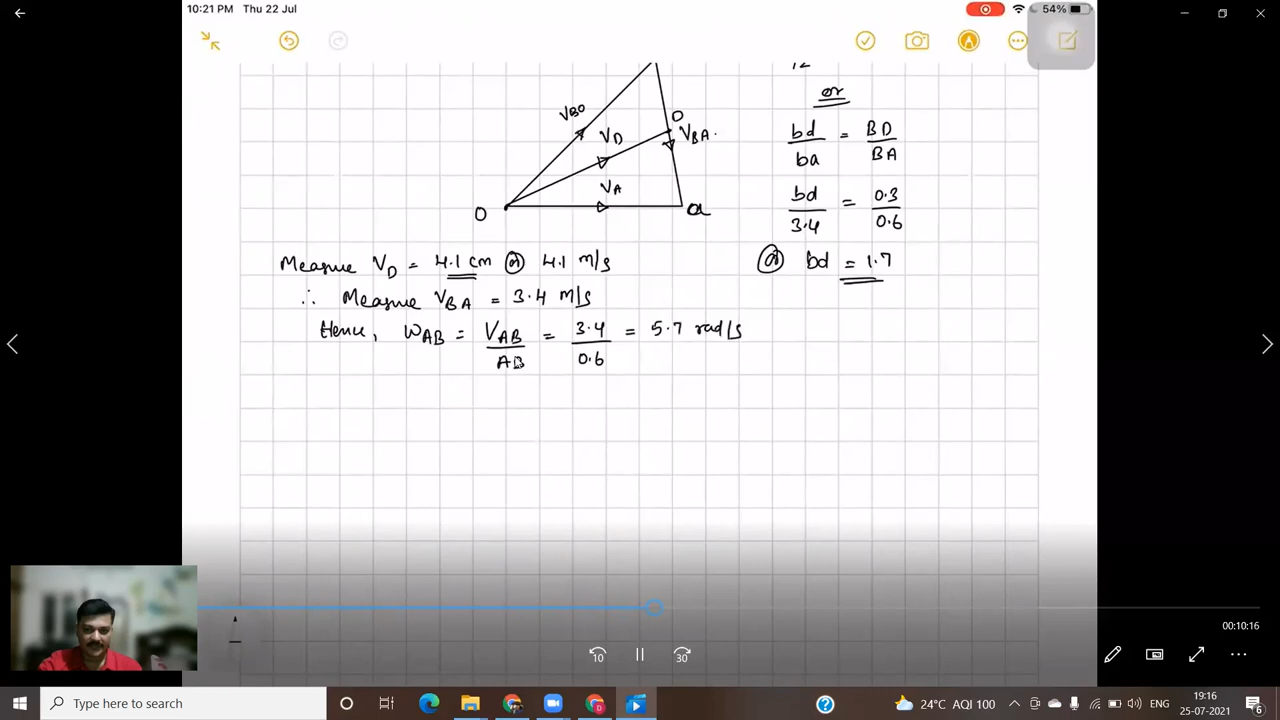 10:21 PM Thu 22 Jul
54%
12
or
VBO
VD
D
VBA.
VA
O
a
bd/ba = BD/BA
bd/3.4 = 0.3/0.6
bd = 1.7
Measure VD = 4.1 cm 4.1 m/s
∴ Measure VBA = 3.4 m/s
Hence, ωAB = VAB/AB = 3.4/0.6 = 5.7 rad/s
00:10:16
10
30
Type here to search
24°C AQI 100
ENG
19:16
25-07-2021
6